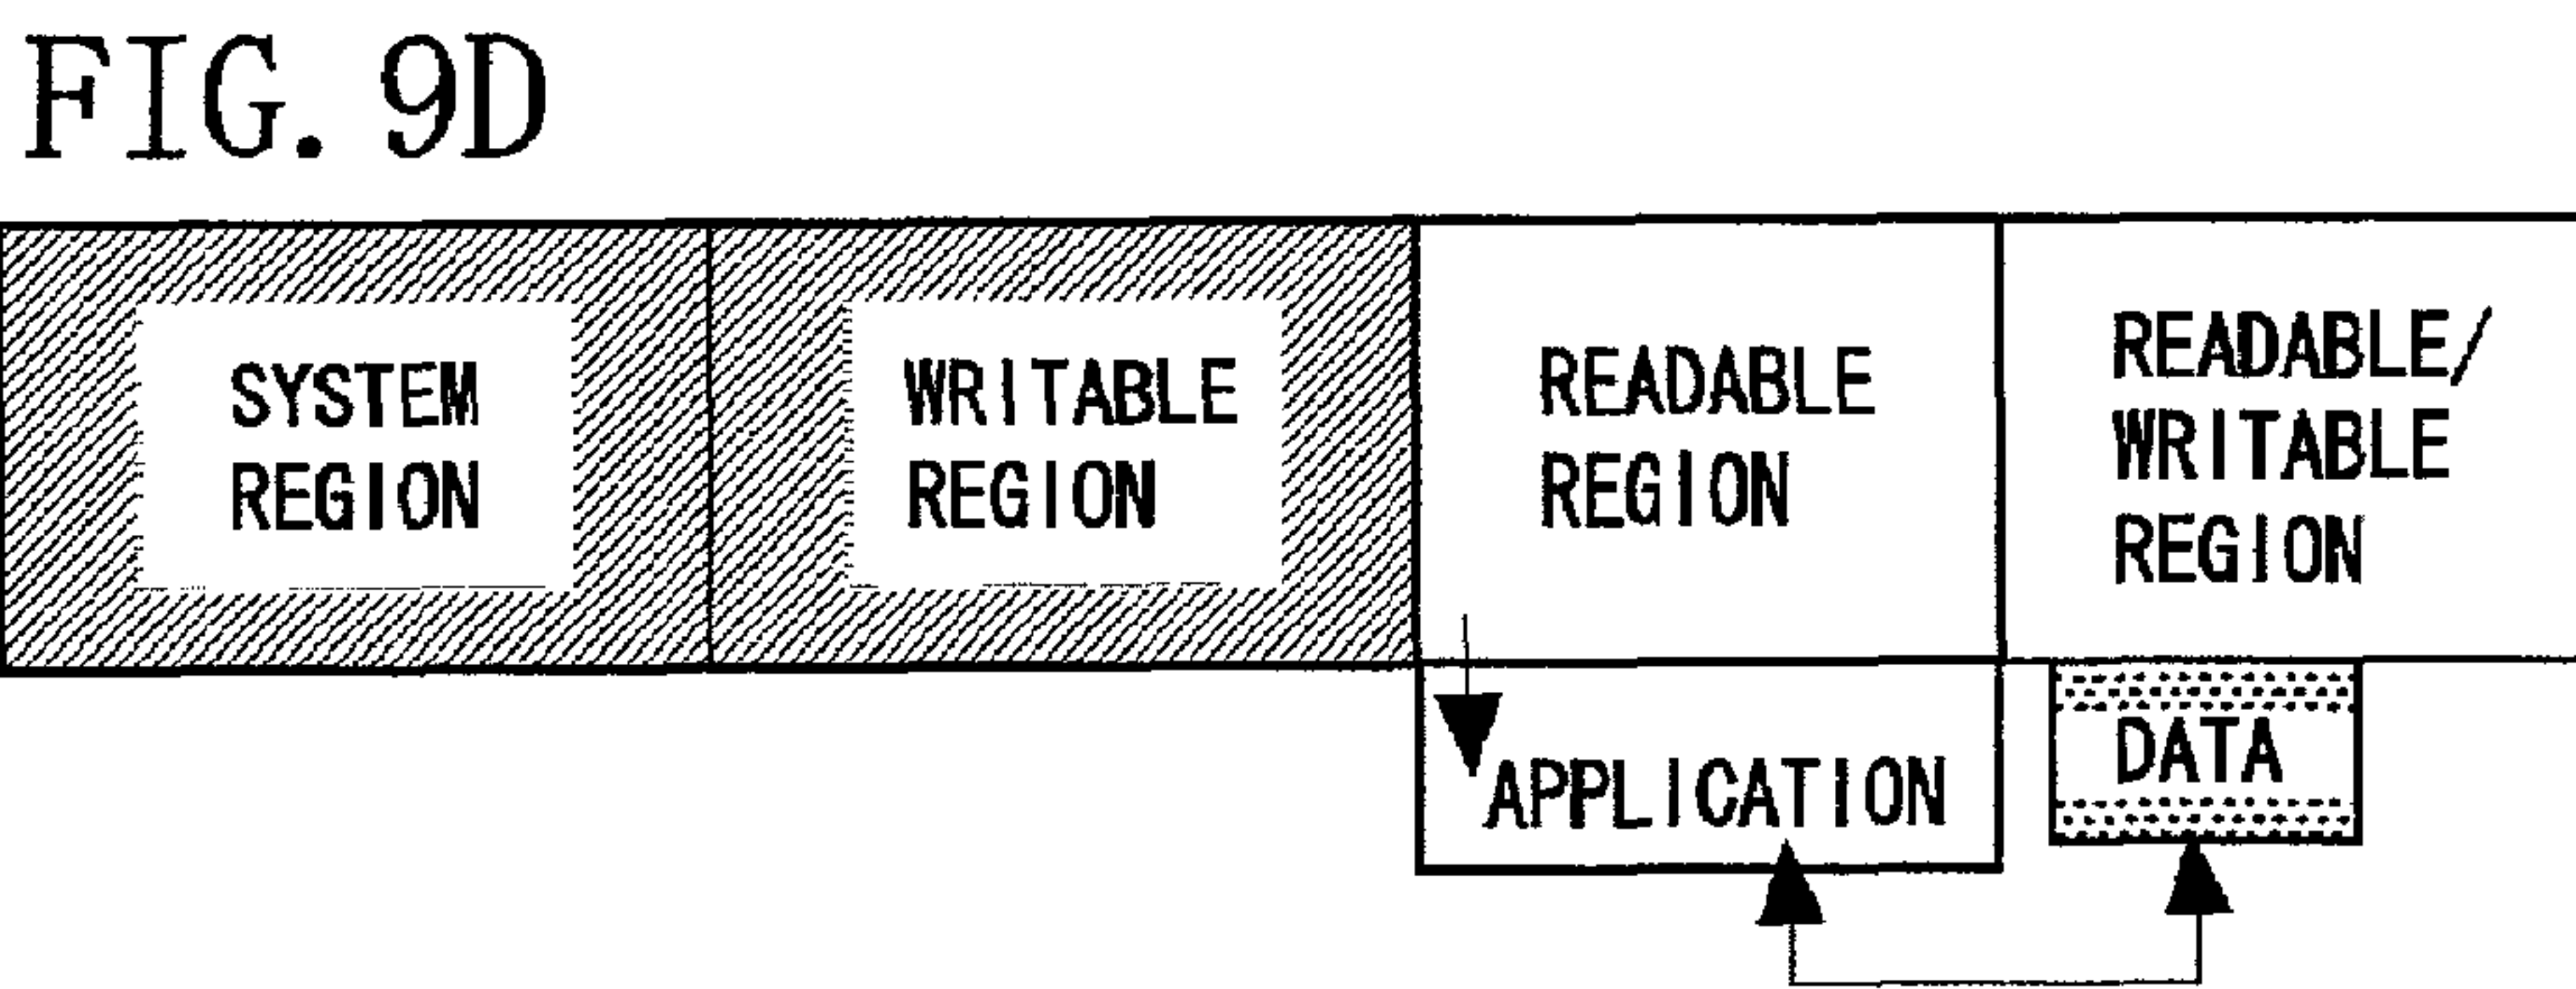 FIG. 9D
SYSTEM
REGION
WRITABLE
REGION
READABLE
REGION
READABLE/
WRITABLE
REGION
APPLICATION
DATA